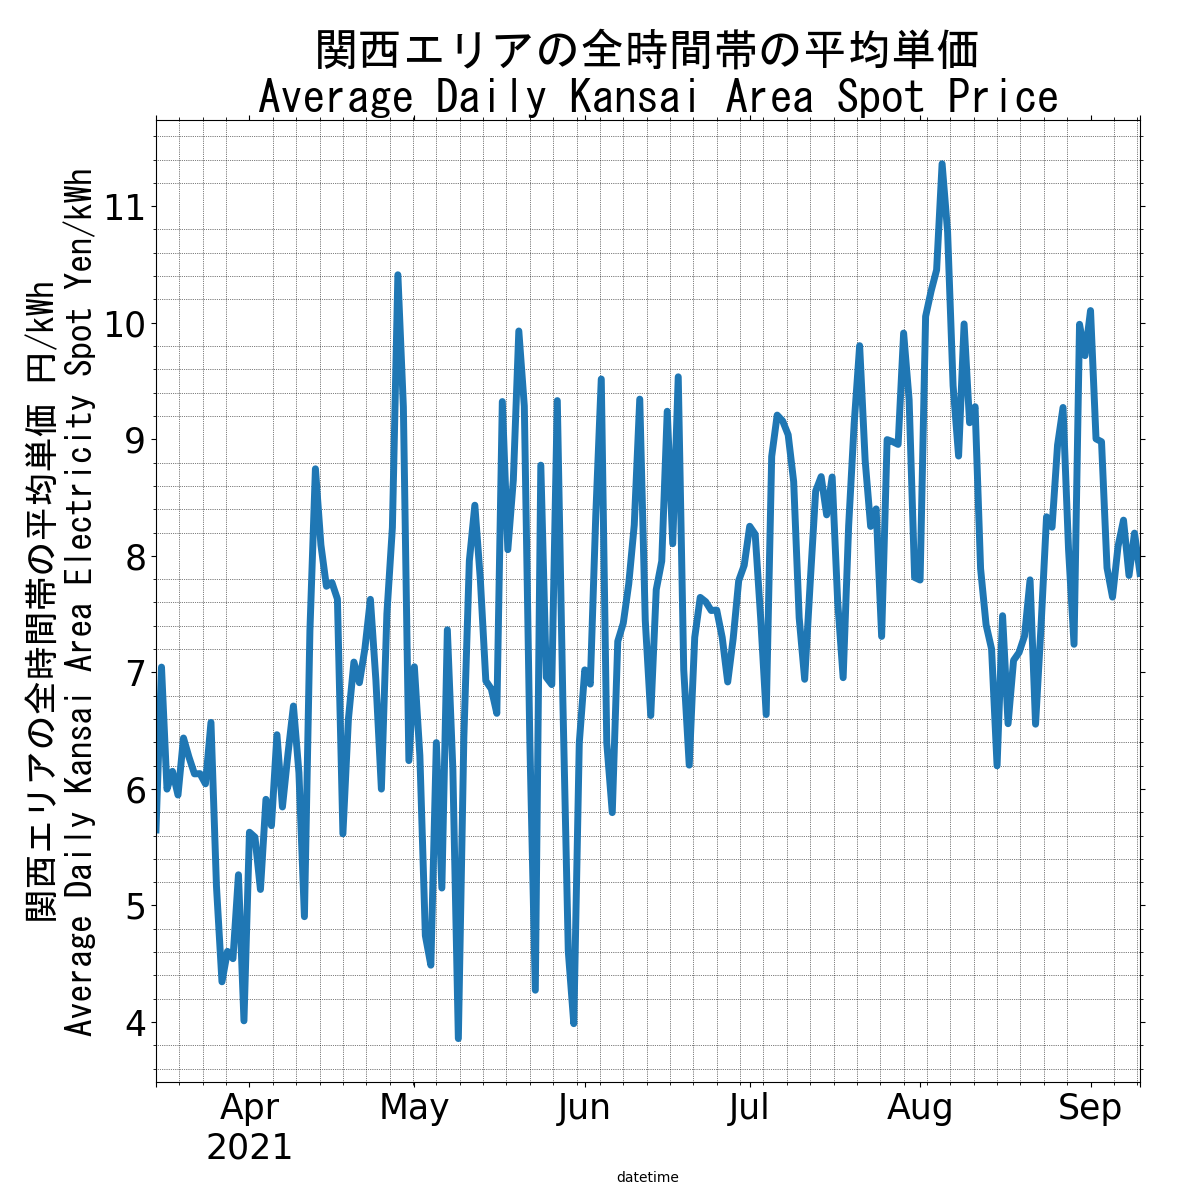 関西エリアの全時間帯の平均単価
Average Daily Kansai Area Spot Price
関西エリアの全時間帯の平均単価 円/kWh
Average Daily Kansai Area Electricity Spot Yen/kWh
11
10
9
8
7
6
5
4
Apr
2021
May
Jun
Jul
Aug
Sep
datetime